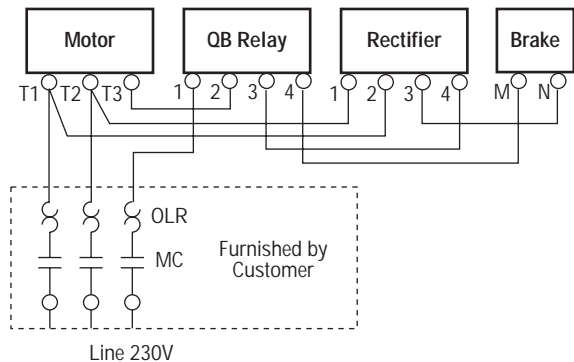 Motor QB Relay Rectifier Brake
T1 T2 T3 1 2 3 4 1 2 3 4 M N
OLR
MC
Furnished by
Customer
Line 230V